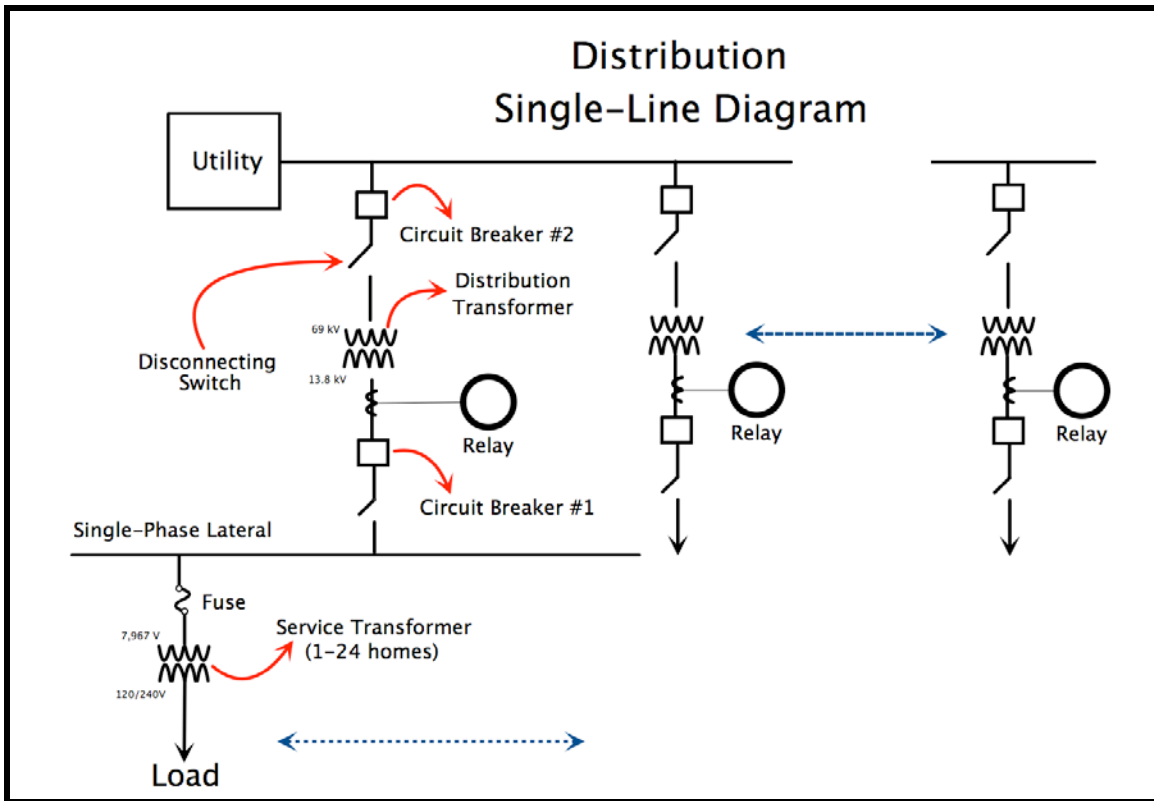 Distribution
Single-Line Diagram
Utility
Circuit Breaker #2
Distribution
Transformer
69 kV
Disconnecting
Switch
13.8 kV
Relay
Relay
Relay
Circuit Breaker #1
Single-Phase Lateral
Fuse
Service Transformer
(1-24 homes)
7,967 V
120/240V
Load